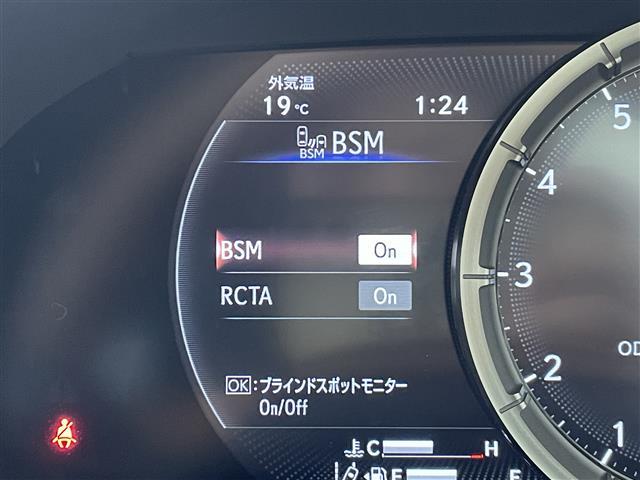 外気温
19℃ 1:24
BSM BSM
BSM On
RCTA On
OK:ブラインドスポットモニター
On/Off
C H
F
5
4
3
2
1
OD